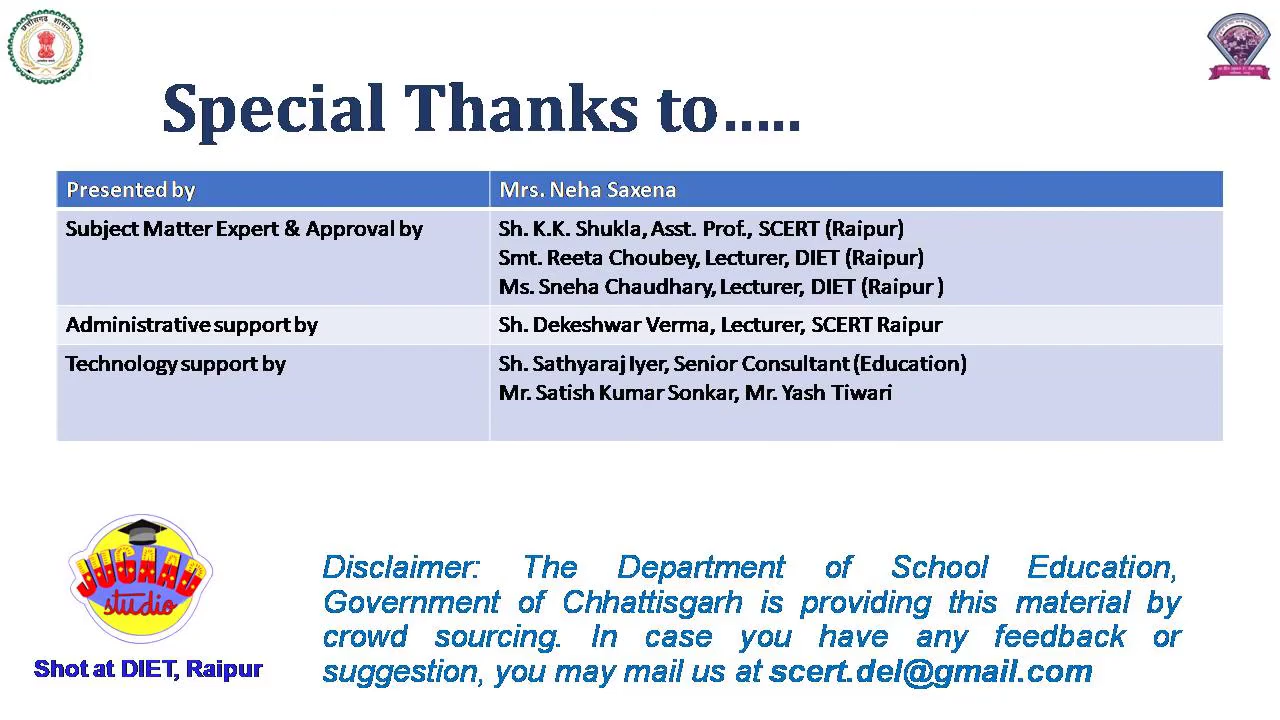 छत्तीसगढ़ शासन
Special Thanks to.....
Presented by
Mrs. Neha Saxena
Subject Matter Expert & Approval by
Sh. K.K. Shukla, Asst. Prof., SCERT (Raipur)
Smt. Reeta Choubey, Lecturer, DIET (Raipur)
Ms. Sneha Chaudhary, Lecturer, DIET (Raipur )
Administrative support by
Sh. Dekeshwar Verma, Lecturer, SCERT Raipur
Technology support by
Sh. Sathyaraj Iyer, Senior Consultant (Education)
Mr. Satish Kumar Sonkar, Mr. Yash Tiwari
JUGAAD
studio
Shot at DIET, Raipur
Disclaimer: The Department of School Education,
Government of Chhattisgarh is providing this material by
crowd sourcing. In case you have any feedback or
suggestion, you may mail us at scert.del@gmail.com